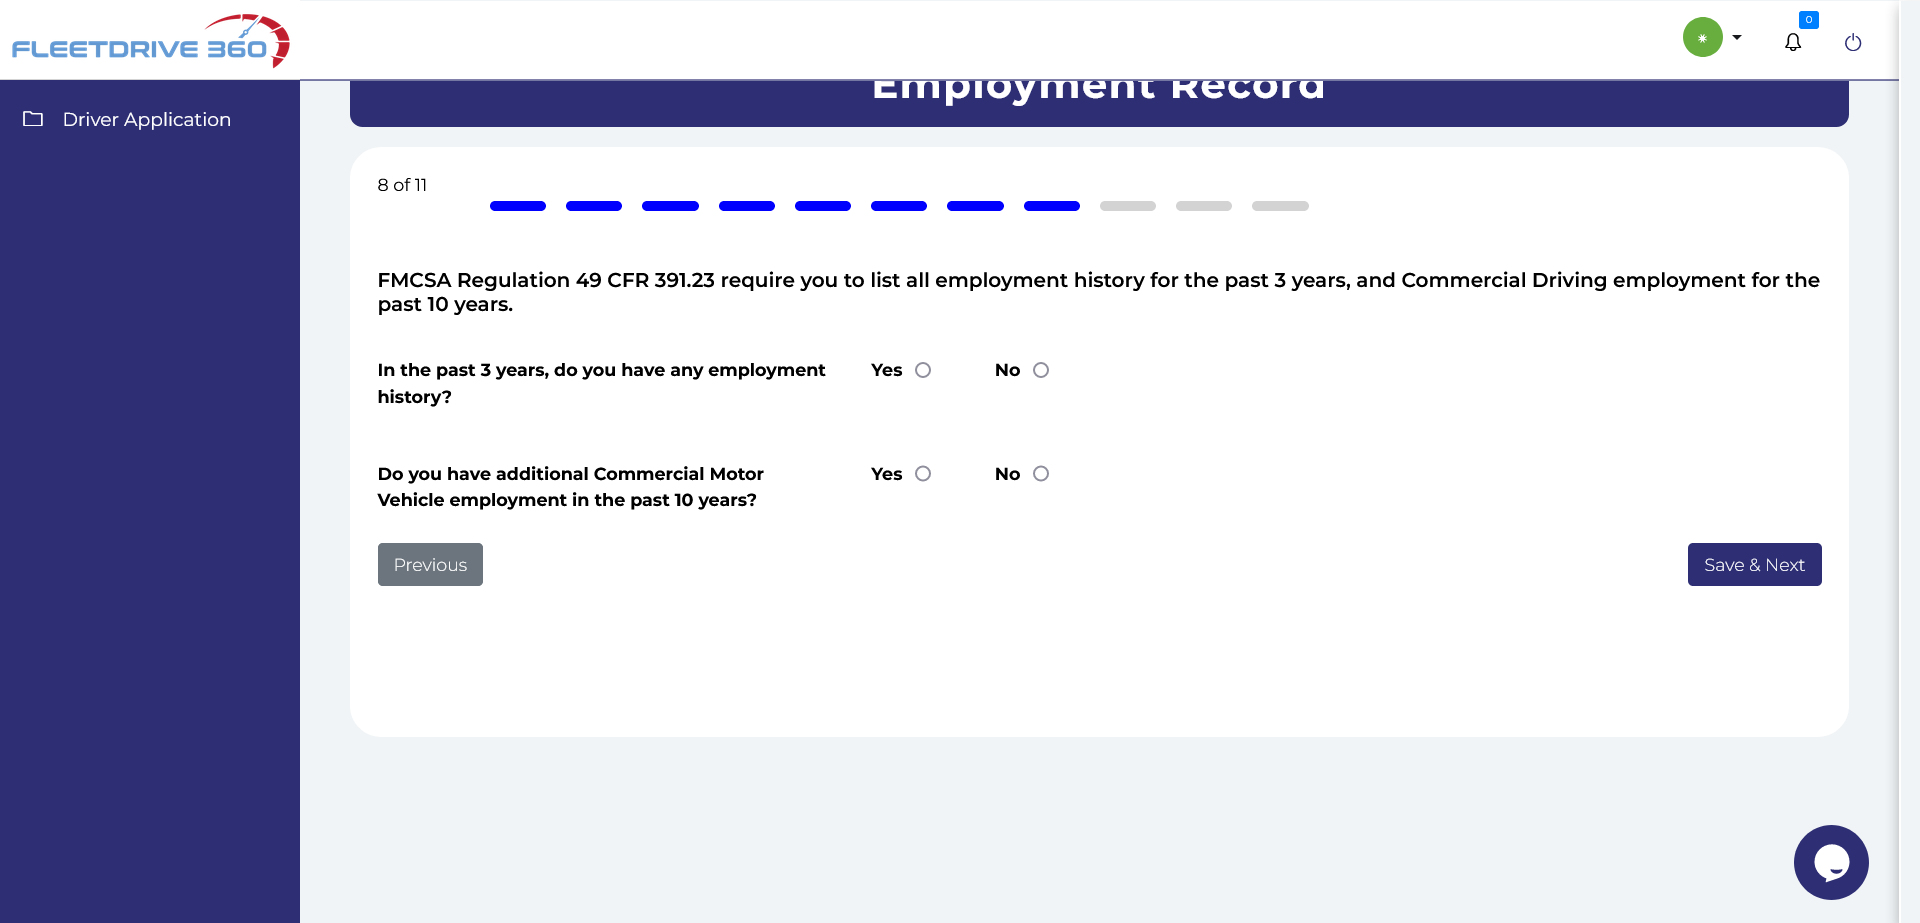 FLEETDRIVE 360
0
Driver Application
Employment Record
8 of 11
FMCSA Regulation 49 CFR 391.23 require you to list all employment history for the past 3 years, and Commercial Driving employment for the
past 10 years.
In the past 3 years, do you have any employment
history?
Yes
No
Do you have additional Commercial Motor
Vehicle employment in the past 10 years?
Yes
No
Previous
Save & Next